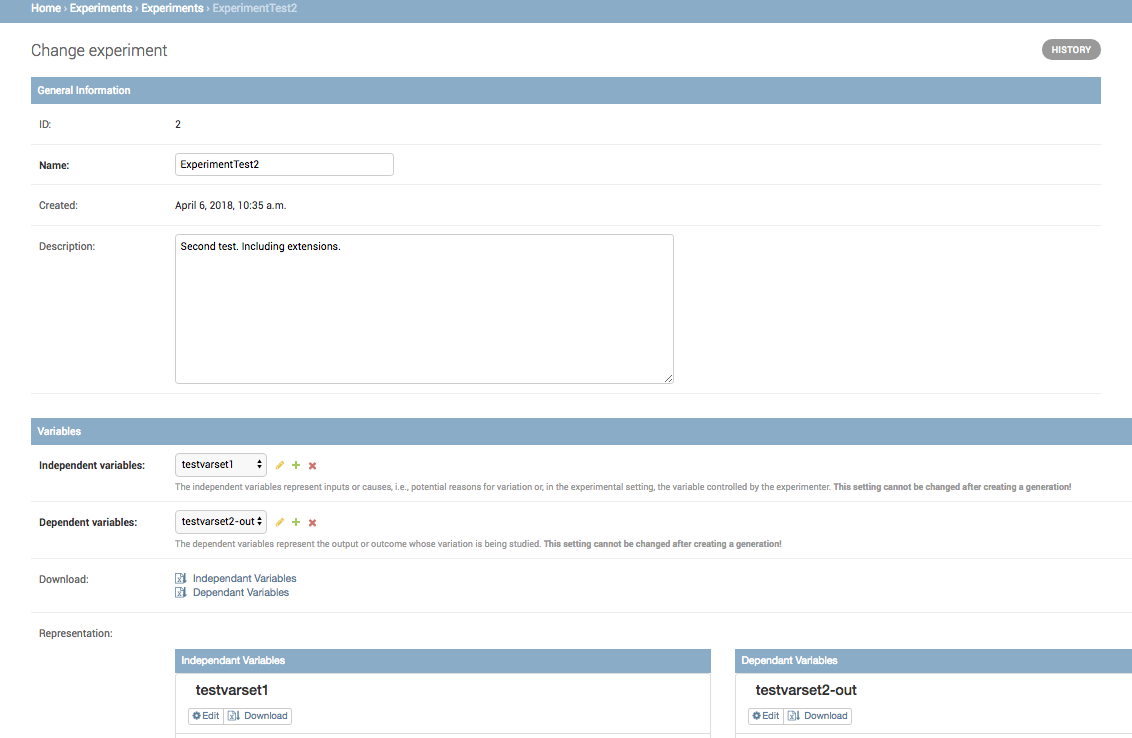 Home › Experiments › Experiments › ExperimentTest2
Change experiment
HISTORY
General Information
ID: 2
Name: ExperimentTest2
Created: April 6, 2018, 10:35 a.m.
Description: Second test. Including extensions.
Variables
Independent variables: testvarset1
The independent variables represent inputs or causes, i.e., potential reasons for variation or, in the experimental setting, the variable controlled by the experimenter. This setting cannot be changed after creating a generation!
Dependent variables: testvarset2-out
The dependent variables represent the output or outcome whose variation is being studied. This setting cannot be changed after creating a generation!
Download: Independant Variables
Dependant Variables
Representation:
Independant Variables
testvarset1
Edit Download
Dependant Variables
testvarset2-out
Edit Download